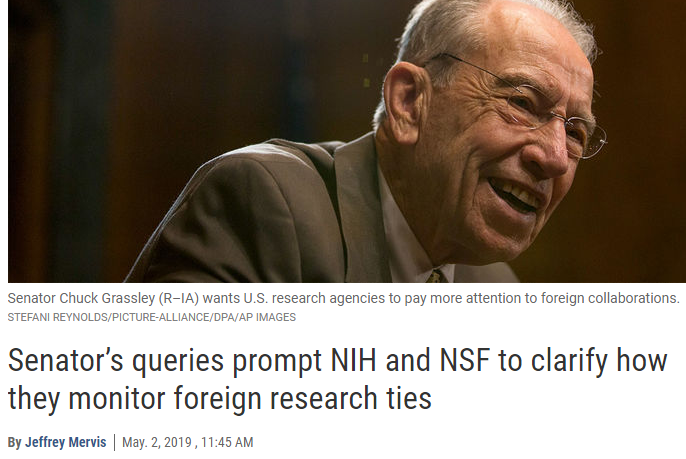 Senator Chuck Grassley (R–IA) wants U.S. research agencies to pay more attention to foreign collaborations.
STEFANI REYNOLDS/PICTURE-ALLIANCE/DPA/AP IMAGES
Senator’s queries prompt NIH and NSF to clarify how
they monitor foreign research ties
By Jeffrey Mervis | May. 2, 2019 , 11:45 AM